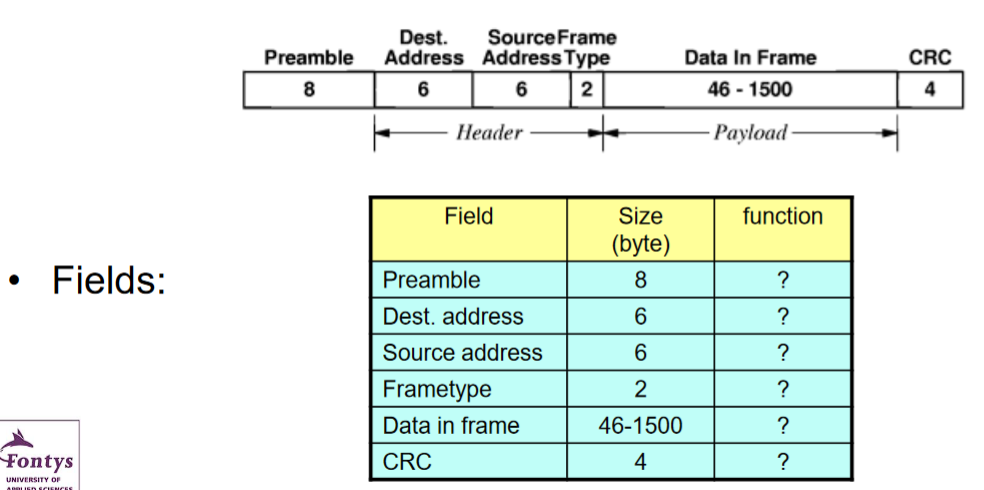 Dest. Source Frame
Preamble Address Address Type Data In Frame CRC
8 6 6 2 46 - 1500 4
Header Payload
Field Size (byte) function
• Fields:
Preamble 8 ?
Dest. address 6 ?
Source address 6 ?
Frametype 2 ?
Data in frame 46-1500 ?
CRC 4 ?
Fontys
UNIVERSITY OF
APPLIED SCIENCES